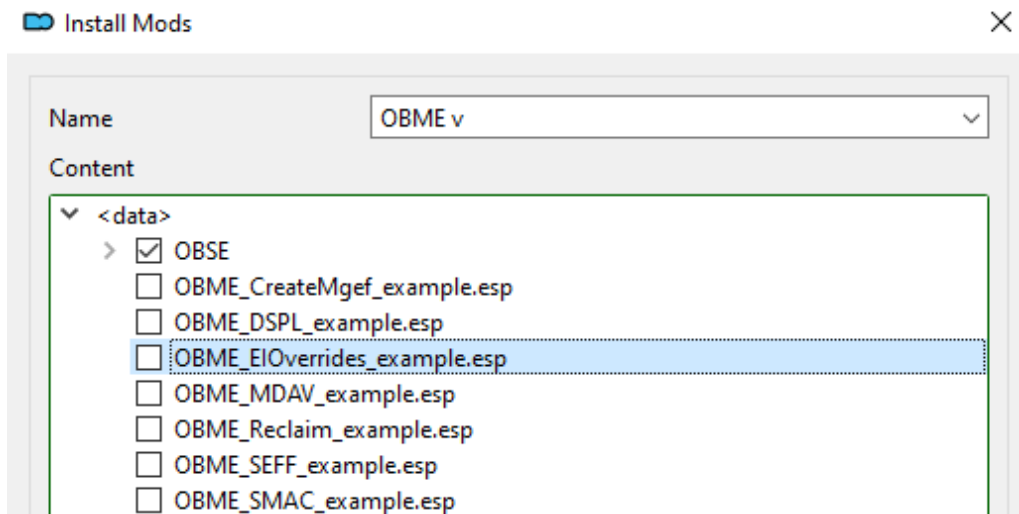 Install Mods
Name OBME v
Content
<data>
OBSE
OBME_CreateMgef_example.esp
OBME_DSPL_example.esp
OBME_EIOverrides_example.esp
OBME_MDAV_example.esp
OBME_Reclaim_example.esp
OBME_SEFF_example.esp
OBME_SMAC_example.esp